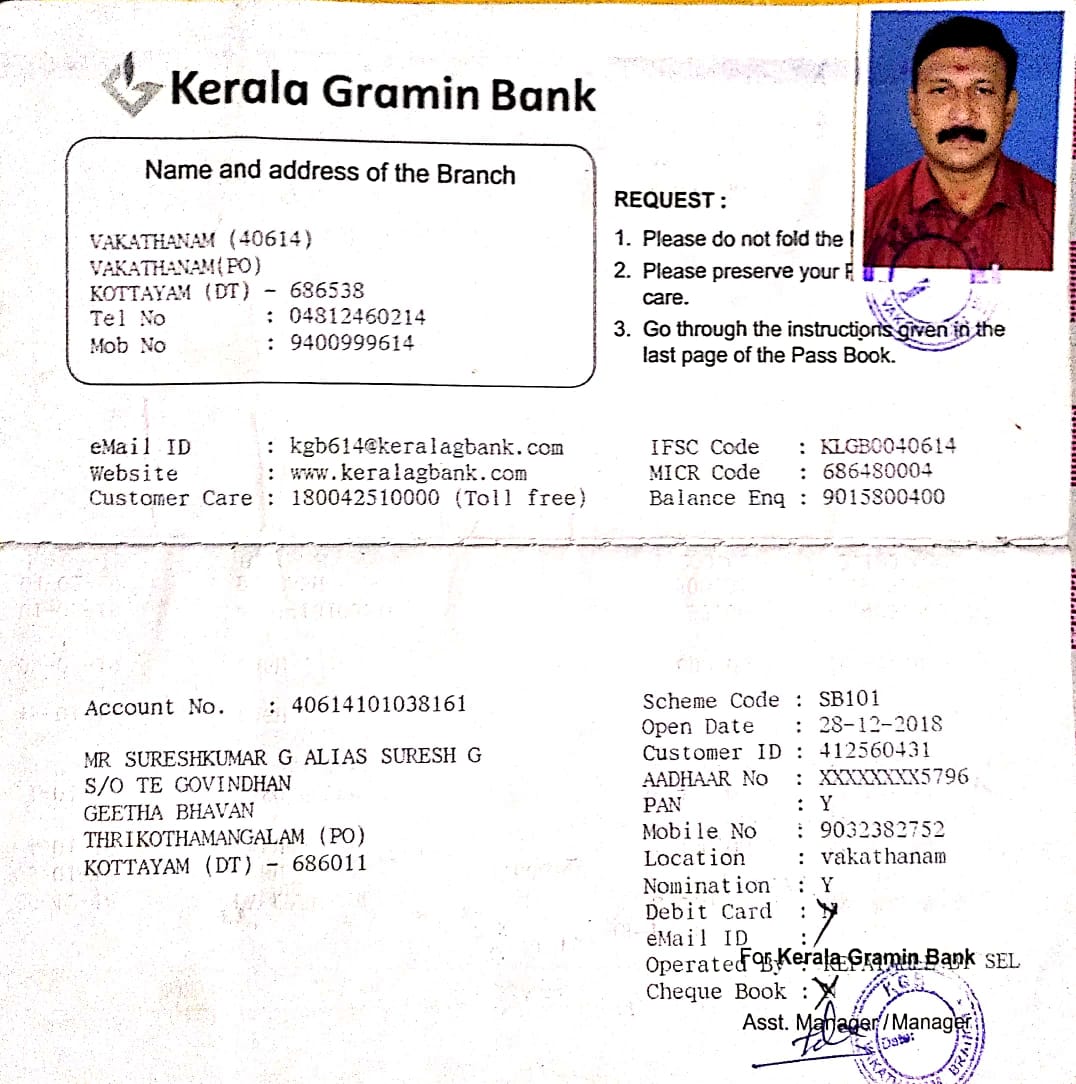 Kerala Gramin Bank
Name and address of the Branch
VAKATHANAM (40614)
VAKATHANAM(PO)
KOTTAYAM (DT) - 686538
Tel No : 04812460214
Mob No : 9400999614
REQUEST :
1. Please do not fold the
2. Please preserve your
care.
3. Go through the instructions given in the
last page of the Pass Book.
eMail ID : kgb614@keralagbank.com
Website : www.keralagbank.com
Customer Care : 180042510000 (Toll free)
IFSC Code : KLGB0040614
MICR Code : 686480004
Balance Enq : 9015800400
Account No. : 40614101038161
MR SURESHKUMAR G ALIAS SURESH G
S/O TE GOVINDHAN
GEETHA BHAVAN
THRIKOTHAMANGALAM (PO)
KOTTAYAM (DT) - 686011
Scheme Code : SB101
Open Date : 28-12-2018
Customer ID : 412560431
AADHAAR No : XXXXXXXX5796
PAN : Y
Mobile No : 9032382752
Location : vakathanam
Nomination : Y
Debit Card :
eMail ID :
For Kerala Gramin Bank
Operated By : SEL
Cheque Book :
Asst. Manager/Manager
KGB
Date: